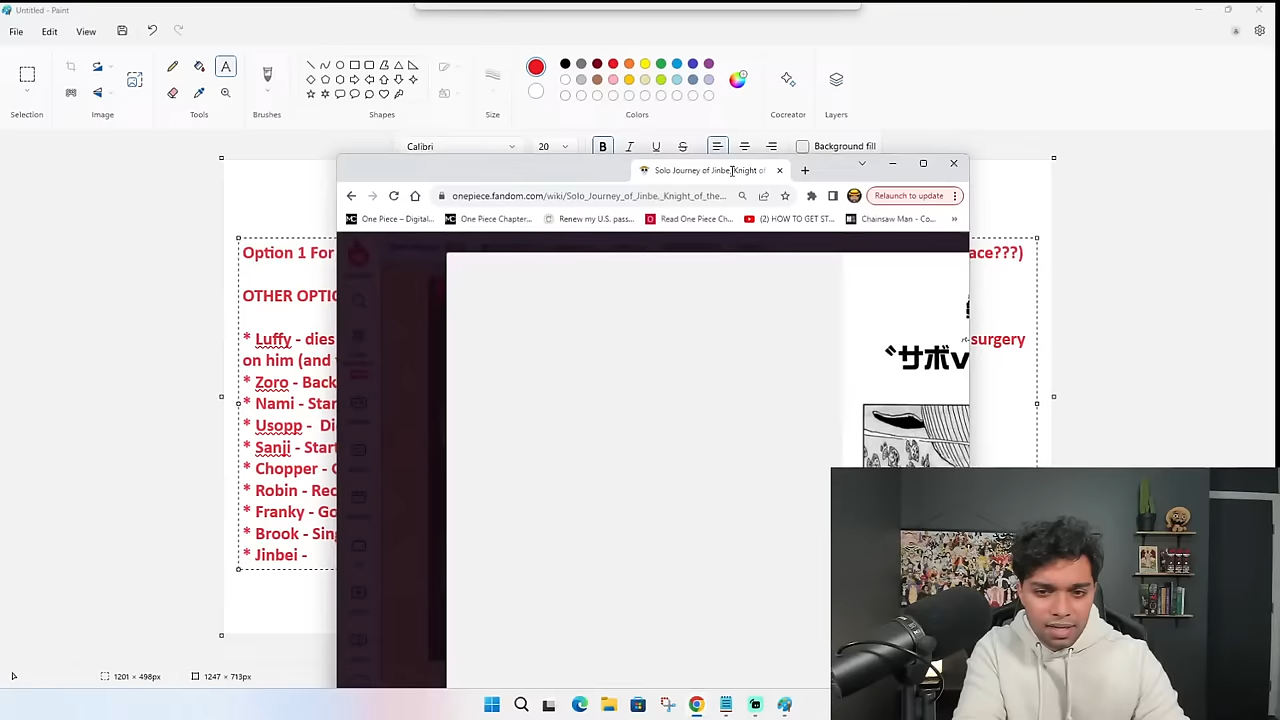 Untitled - Paint
File Edit View
Selection Image Tools Brushes Shapes Size Colors Cocreator Layers
Calibri 20 B I U S Background fill
Solo Journey of Jinbe, Knight of
onepiece.fandom.com/wiki/Solo_Journey_of_Jinbe,_Knight_of_the... Relaunch to update
One Piece – Digital... One Piece Chapter... Renew my U.S. pass... Read One Piece Ch... (2) HOW TO GET ST... Chainsaw Man - Co... »
Option 1 For
ace???)
OTHER OPTIO
* Luffy - dies
surgery
on him (and
* Zoro - Back
* Nami - Star
* Usopp - Di
* Sanji - Start
* Chopper -
* Robin - Rec
* Franky - Go
* Brook - Sing
* Jinbei -
サボv
1201 × 498px 1247 × 713px